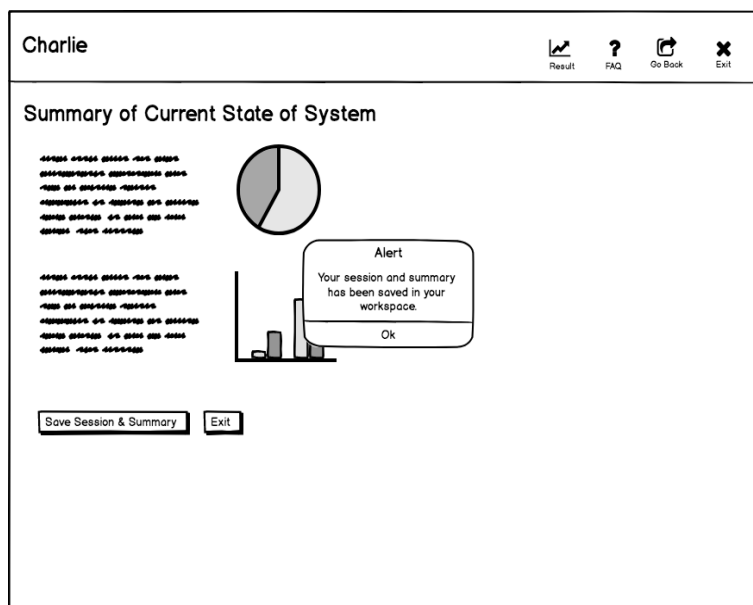 Charlie
Result
FAQ
Go Back
Exit
Summary of Current State of System
Alert
Your session and summary
has been saved in your
workspace.
Ok
Save Session & Summary
Exit